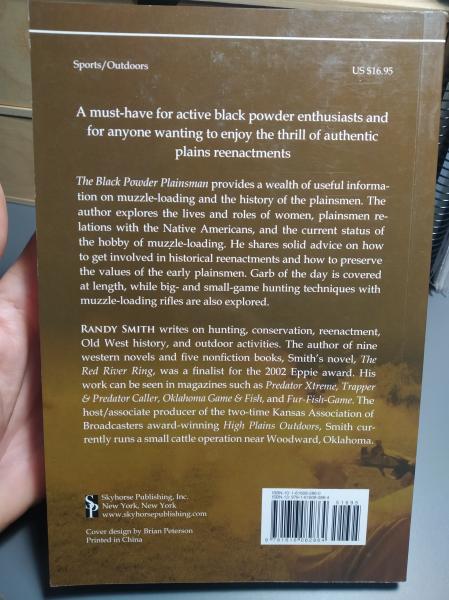 Sports/Outdoors
US $16.95
A must-have for active black powder enthusiasts and
for anyone wanting to enjoy the thrill of authentic
plains reenactments
The Black Powder Plainsman provides a wealth of useful informa-
tion on muzzle-loading and the history of the plainsmen. The
author explores the lives and roles of women, plainsmen re-
lations with the Native Americans, and the current status of
the hobby of muzzle-loading. He shares solid advice on how
to get involved in historical reenactments and how to preserve
the values of the early plainsmen. Garb of the day is covered
at length, while big- and small-game hunting techniques with
muzzle-loading rifles are also explored.
RANDY SMITH writes on hunting, conservation, reenactment,
Old West history, and outdoor activities. The author of nine
western novels and five nonfiction books, Smith's novel, The
Red River Ring, was a finalist for the 2002 Eppie award. His
work can be seen in magazines such as Predator Xtreme, Trapper
& Predator Caller, Oklahoma Game & Fish, and Fur-Fish-Game. The
host/associate producer of the two-time Kansas Association of
Broadcasters award-winning High Plains Outdoors, Smith cur-
rently runs a small cattle operation near Woodward, Oklahoma.
Skyhorse Publishing, Inc.
New York, New York
www.skyhorsepublishing.com
Cover design by Brian Peterson
Printed in China
51695